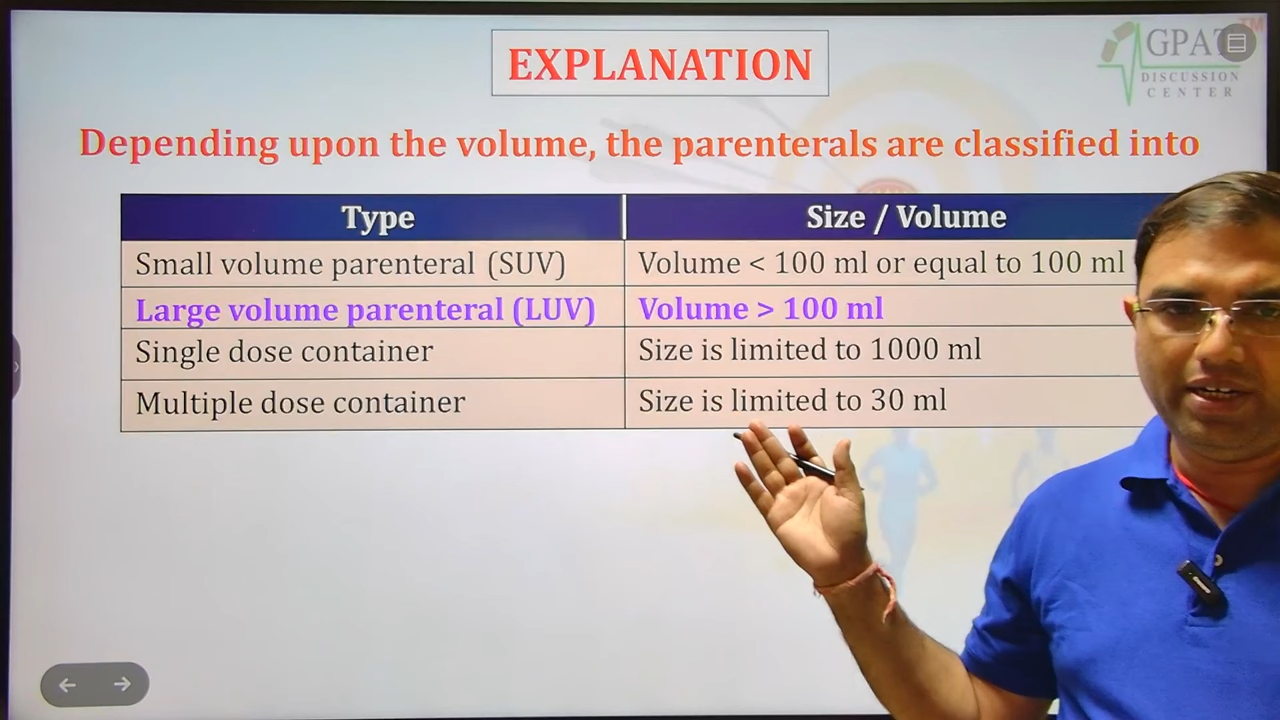 EXPLANATION
GPAT
TM
DISCUSSION
CENTER
Depending upon the volume, the parenterals are classified into
Type Size / Volume
Small volume parenteral (SUV) Volume < 100 ml or equal to 100 ml
Large volume parenteral (LUV) Volume > 100 ml
Single dose container Size is limited to 1000 ml
Multiple dose container Size is limited to 30 ml